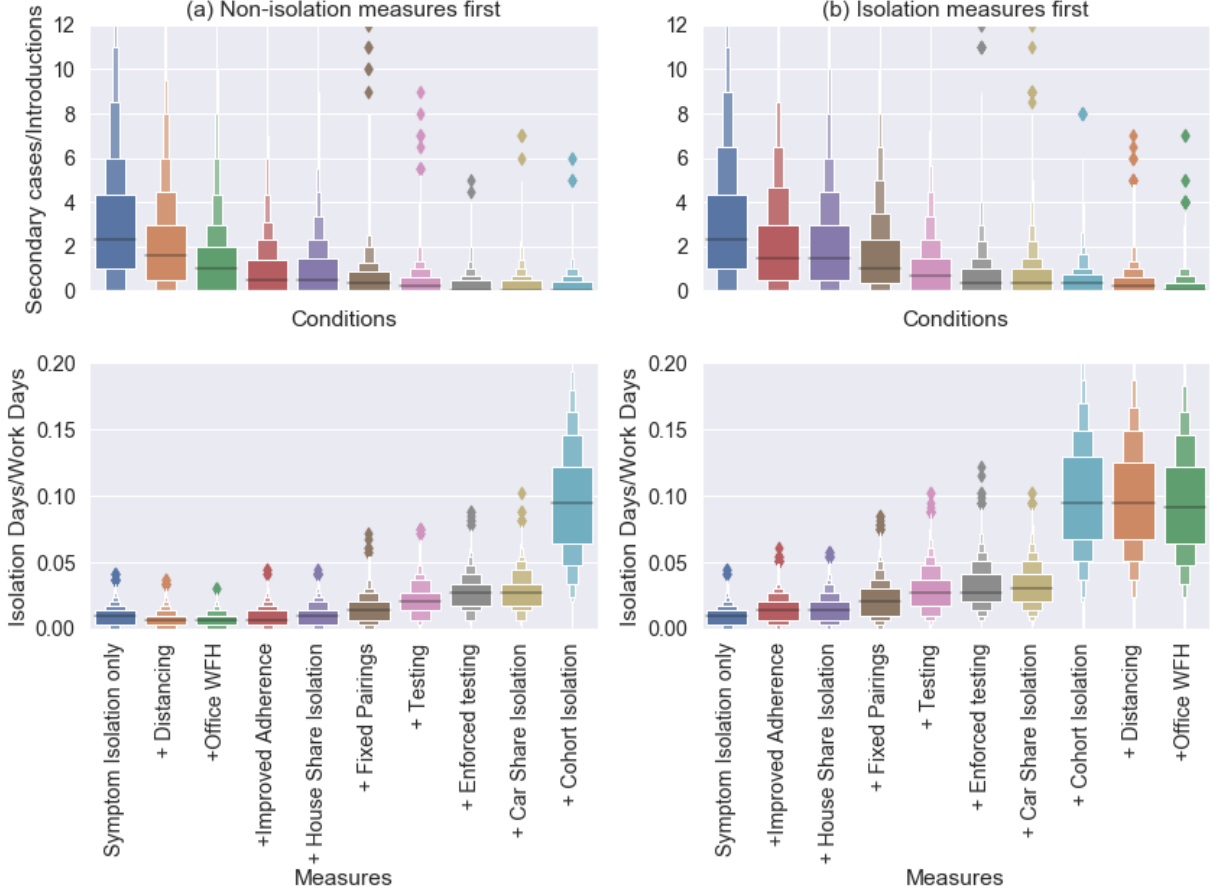 (a) Non-isolation measures first
(b) Isolation measures first
Secondary cases/Introductions
12
10
8
6
4
2
0
Conditions
12
10
8
6
4
2
0
Conditions
Isolation Days/Work Days
0.20
0.15
0.10
0.05
0.00
Symptom Isolation only
+ Distancing
+Office WFH
+Improved Adherence
+ House Share Isolation
+ Fixed Pairings
+ Testing
+ Enforced testing
+ Car Share Isolation
+ Cohort Isolation
Measures
Isolation Days/Work Days
0.20
0.15
0.10
0.05
0.00
Symptom Isolation only
+Improved Adherence
+ House Share Isolation
+ Fixed Pairings
+ Testing
+ Enforced testing
+ Car Share Isolation
+ Cohort Isolation
+ Distancing
+Office WFH
Measures